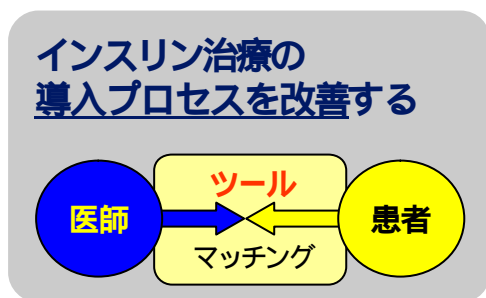 インスリン治療の
導入プロセスを改善する
ツール
医師
患者
マッチング